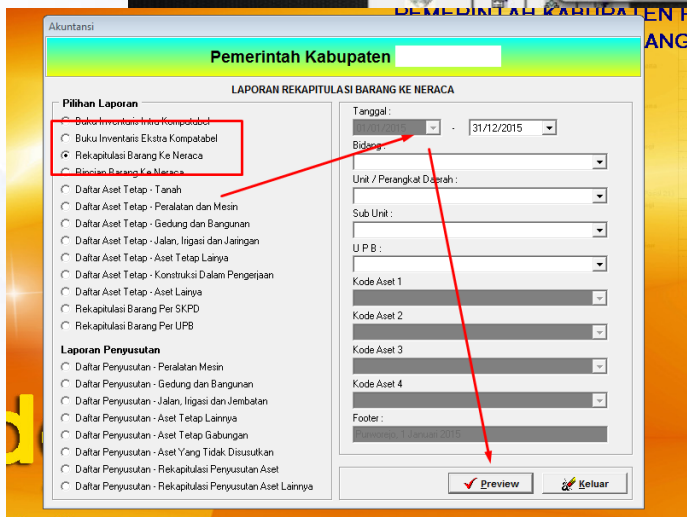 PEMERINTAH KABUPATEN
ANG
Akuntansi
Pemerintah Kabupaten
LAPORAN REKAPITULASI BARANG KE NERACA
Pilihan Laporan
Buku Inventaris Intra Kompatabel
Buku Inventaris Ekstra Kompatabel
Rekapitulasi Barang Ke Neraca
Rincian Barang Ke Neraca
Daftar Aset Tetap - Tanah
Daftar Aset Tetap - Peralatan dan Mesin
Daftar Aset Tetap - Gedung dan Bangunan
Daftar Aset Tetap - Jalan, Irigasi dan Jaringan
Daftar Aset Tetap - Aset Tetap Lainya
Daftar Aset Tetap - Konstruksi Dalam Pengerjaan
Daftar Aset Tetap - Aset Lainya
Rekapitulasi Barang Per SKPD
Rekapitulasi Barang Per UPB
Laporan Penyusutan
Daftar Penyusutan - Peralatan Mesin
Daftar Penyusutan - Gedung dan Bangunan
Daftar Penyusutan - Jalan, Irigasi dan Jembatan
Daftar Penyusutan - Aset Tetap Lainnya
Daftar Penyusutan - Aset Tetap Gabungan
Daftar Penyusutan - Aset Yang Tidak Disusutkan
Daftar Penyusutan - Rekapitulasi Penyusutan Aset
Daftar Penyusutan - Rekapitulasi Penyusutan Aset Lainnya
Tanggal :
01/01/2015 - 31/12/2015
Bidang :
Unit / Perangkat Daerah :
Sub Unit :
U P B :
Kode Aset 1
Kode Aset 2
Kode Aset 3
Kode Aset 4
Footer :
Purworejo, 1 Januari 2015
Preview Keluar